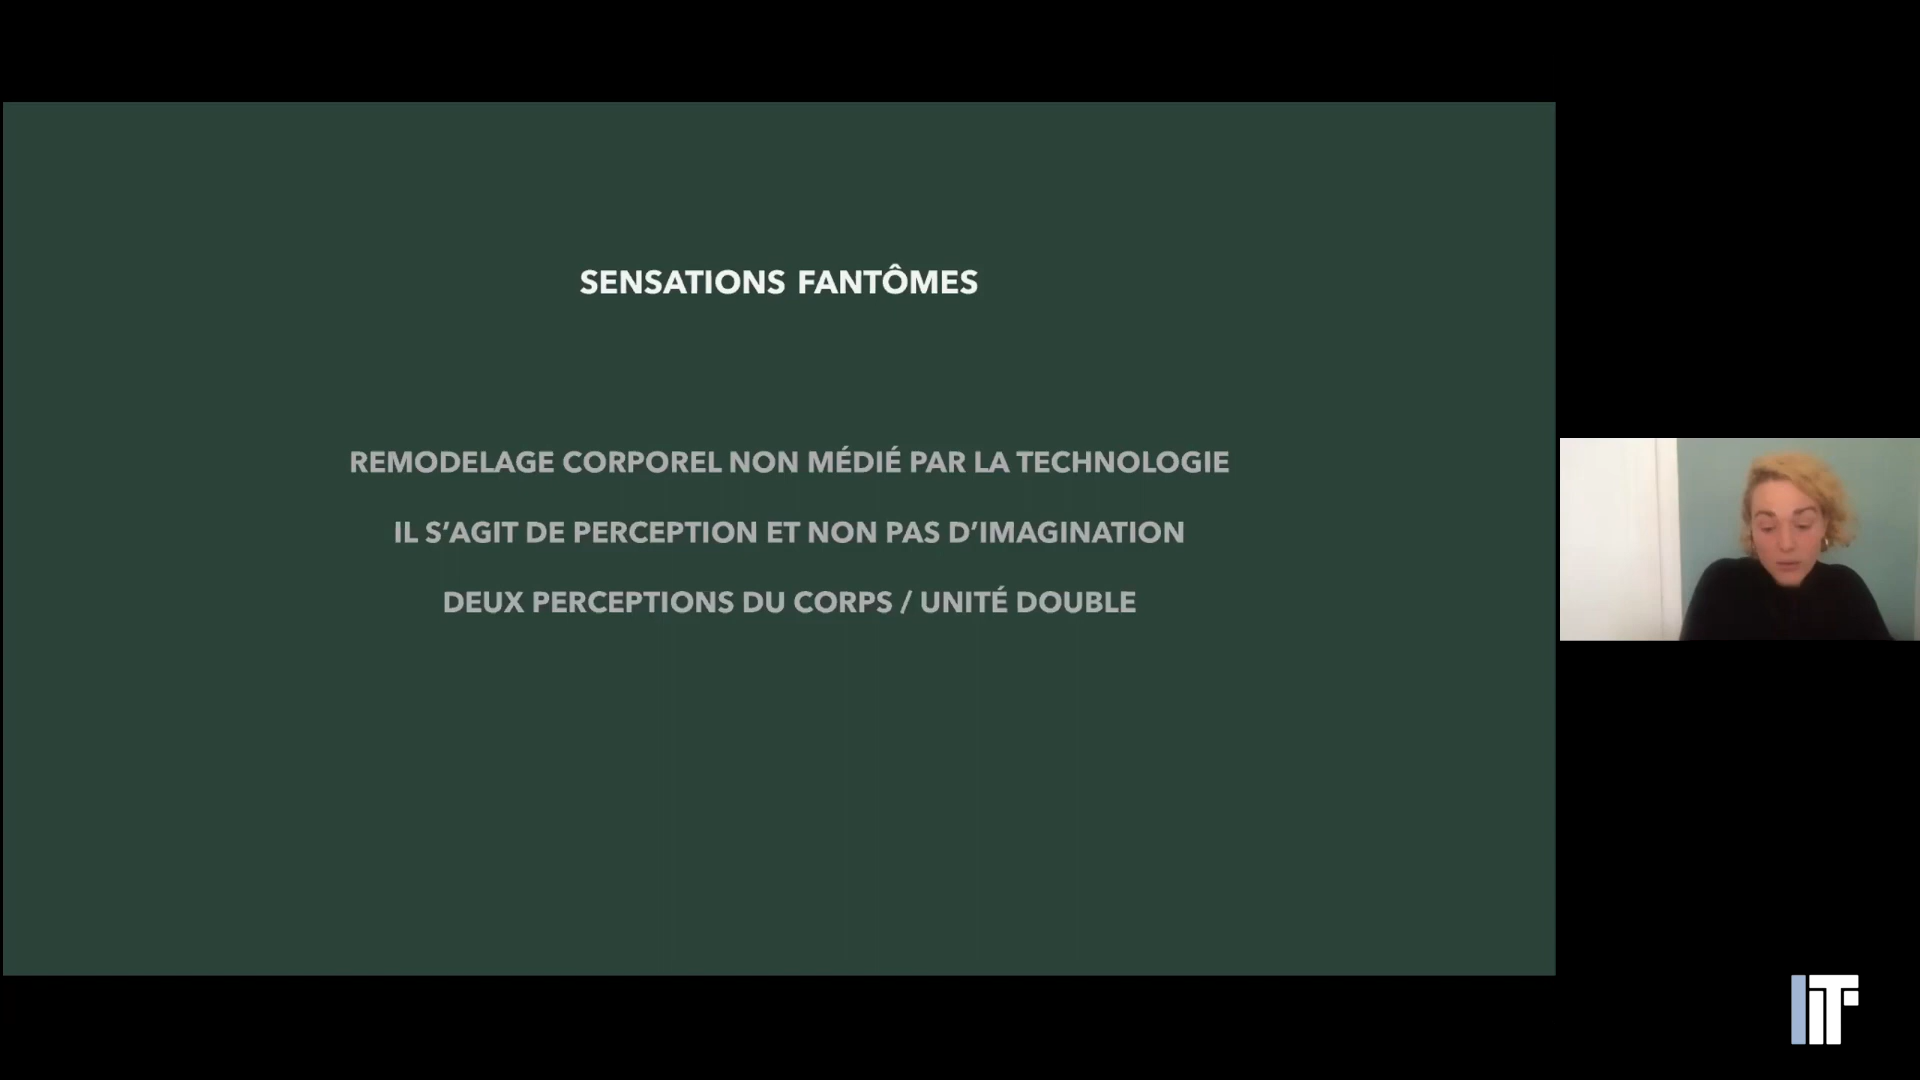 SENSATIONS FANTÔMES
REMODELAGE CORPOREL NON MÉDIÉ PAR LA TECHNOLOGIE
IL S’AGIT DE PERCEPTION ET NON PAS D’IMAGINATION
DEUX PERCEPTIONS DU CORPS / UNITÉ DOUBLE